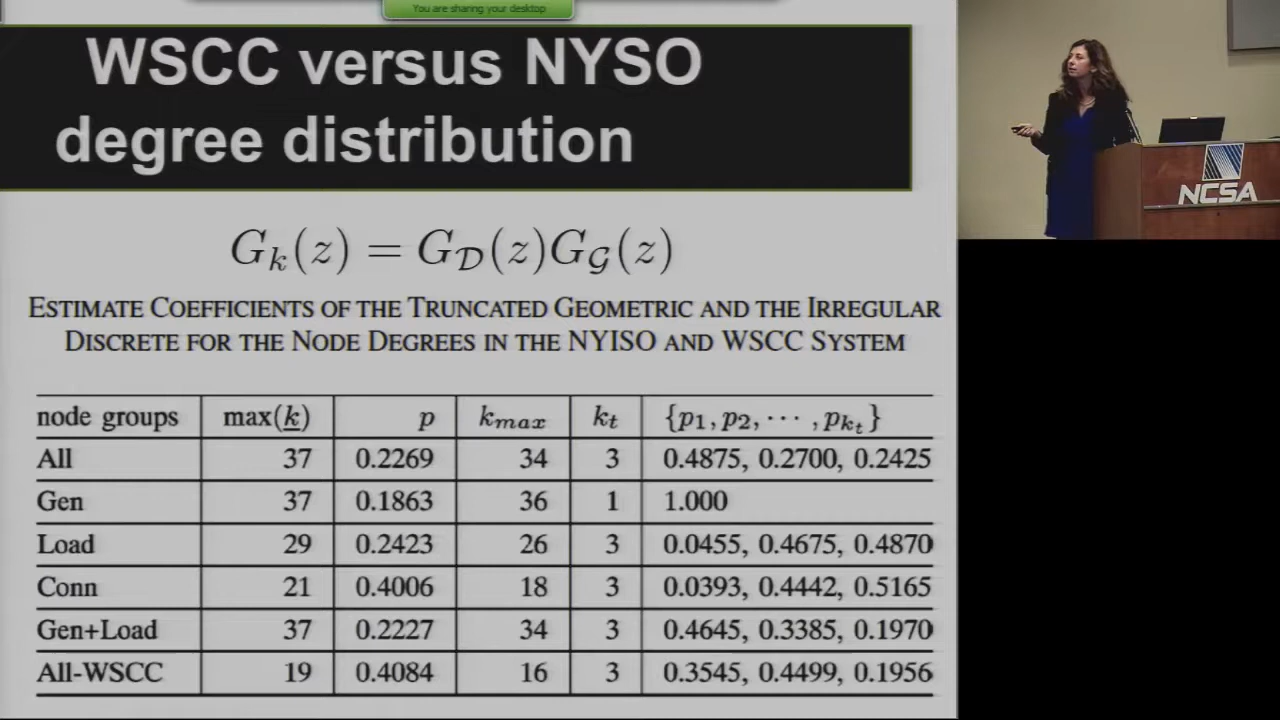 You are sharing your desktop
WSCC versus NYSO
degree distribution
G_k(z) = G_𝒟(z)G_𝒢(z)
ESTIMATE COEFFICIENTS OF THE TRUNCATED GEOMETRIC AND THE IRREGULAR
DISCRETE FOR THE NODE DEGREES IN THE NYISO AND WSCC SYSTEM
node groups max(k) p k_max k_t {p_1, p_2, ⋯ , p_{k_t}}
All 37 0.2269 34 3 0.4875, 0.2700, 0.2425
Gen 37 0.1863 36 1 1.000
Load 29 0.2423 26 3 0.0455, 0.4675, 0.4870
Conn 21 0.4006 18 3 0.0393, 0.4442, 0.5165
Gen+Load 37 0.2227 34 3 0.4645, 0.3385, 0.1970
All-WSCC 19 0.4084 16 3 0.3545, 0.4499, 0.1956
NCSA